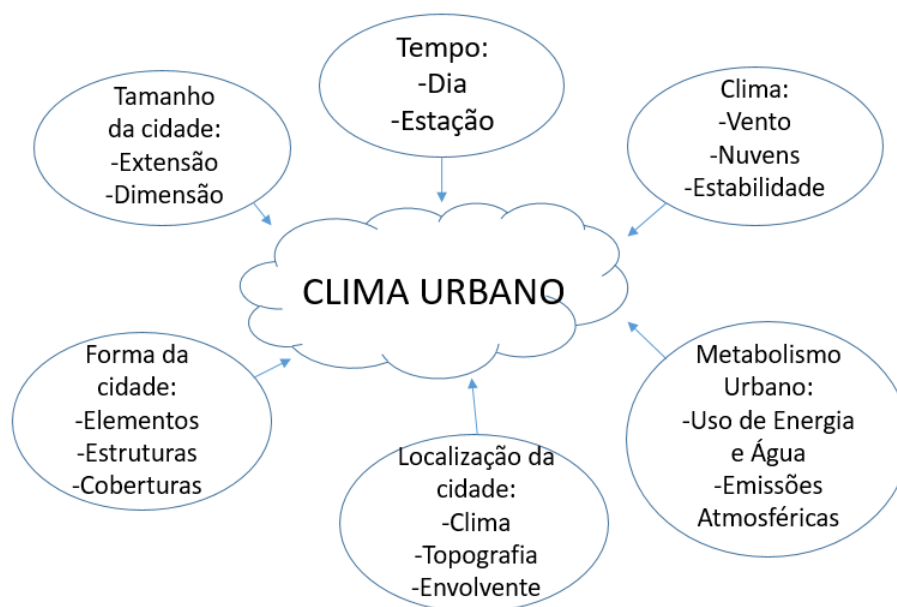 Tempo:
-Dia
-Estação
Tamanho
da cidade:
-Extensão
-Dimensão
Clima:
-Vento
-Nuvens
-Estabilidade
CLIMA URBANO
Forma da
cidade:
-Elementos
-Estruturas
-Coberturas
Localização da
cidade:
-Clima
-Topografia
-Envolvente
Metabolismo
Urbano:
-Uso de Energia
e Água
-Emissões
Atmosféricas